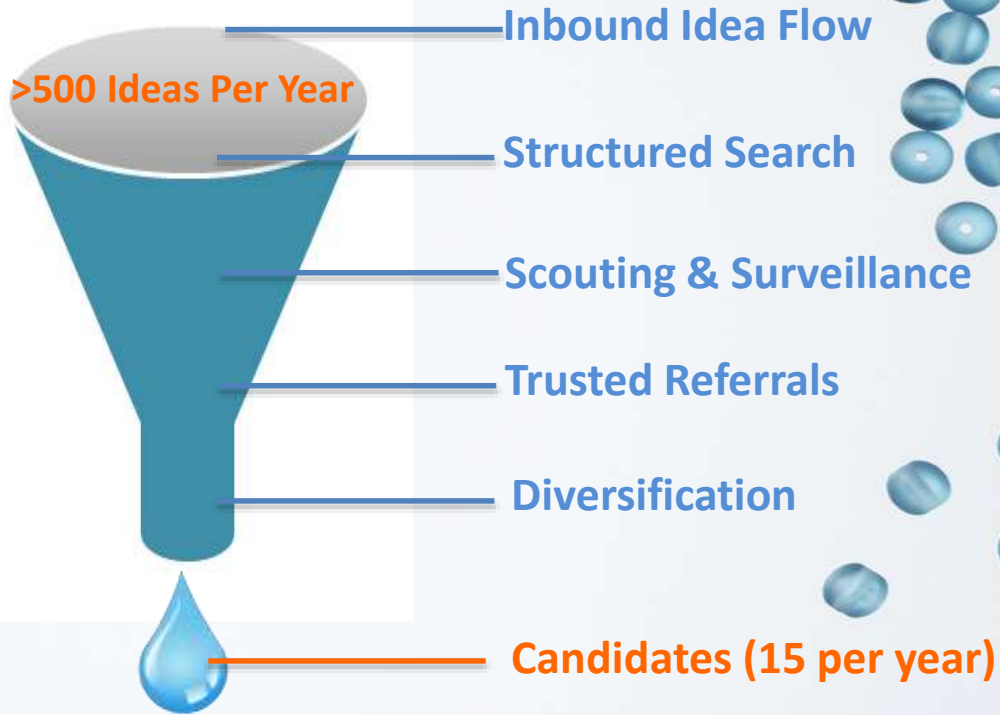 Inbound Idea Flow
>500 Ideas Per Year
Structured Search
Scouting & Surveillance
Trusted Referrals
Diversification
Candidates (15 per year)